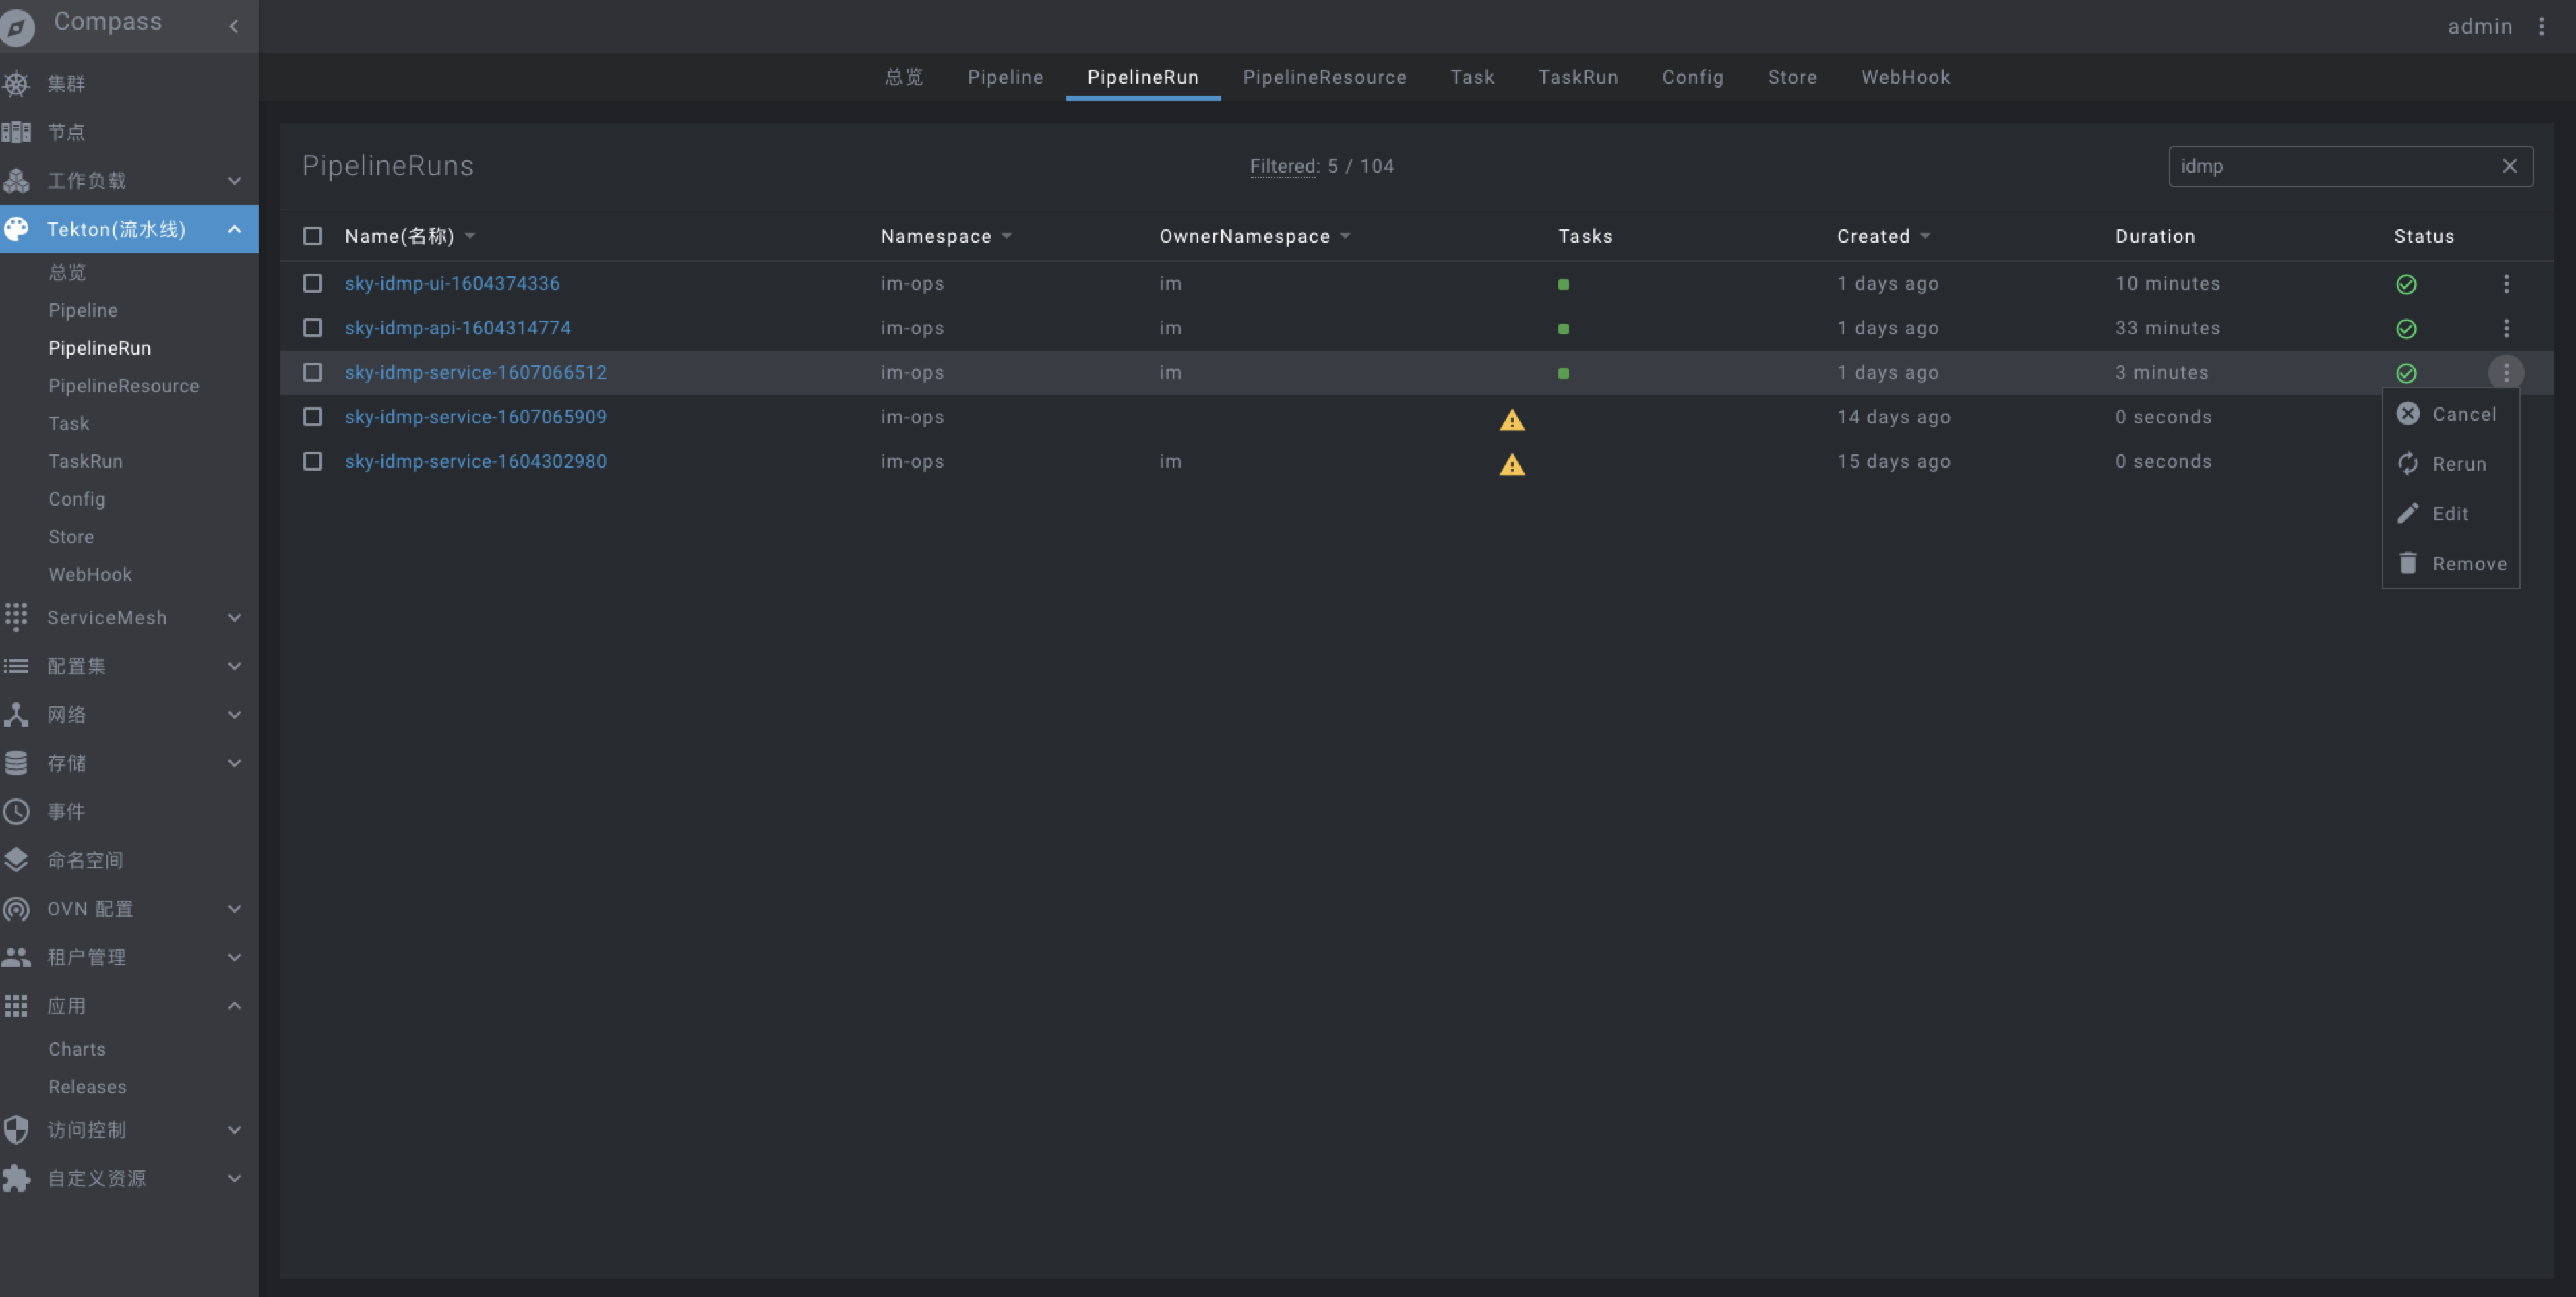 Compass
admin
集群
节点
工作负载
Tekton(流水线)
总览
Pipeline
PipelineRun
PipelineResource
Task
TaskRun
Config
Store
WebHook
ServiceMesh
配置集
网络
存储
事件
命名空间
OVN 配置
租户管理
应用
Charts
Releases
访问控制
自定义资源
总览 Pipeline PipelineRun PipelineResource Task TaskRun Config Store WebHook
PipelineRuns Filtered: 5 / 104 idmp
Name(名称) Namespace OwnerNamespace Tasks Created Duration Status
sky-idmp-ui-1604374336 im-ops im 1 days ago 10 minutes
sky-idmp-api-1604314774 im-ops im 1 days ago 33 minutes
sky-idmp-service-1607066512 im-ops im 1 days ago 3 minutes
sky-idmp-service-1607065909 im-ops 14 days ago 0 seconds
sky-idmp-service-1604302980 im-ops im 15 days ago 0 seconds
Cancel
Rerun
Edit
Remove